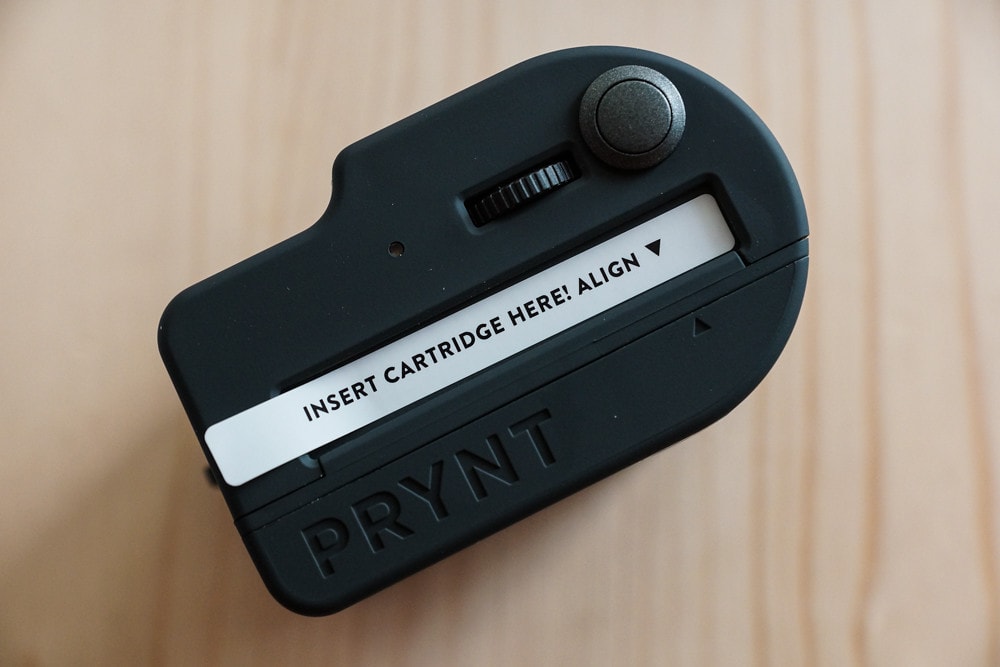 INSERT CARTRIDGE HERE! ALIGN ▼
▲
PRYNT